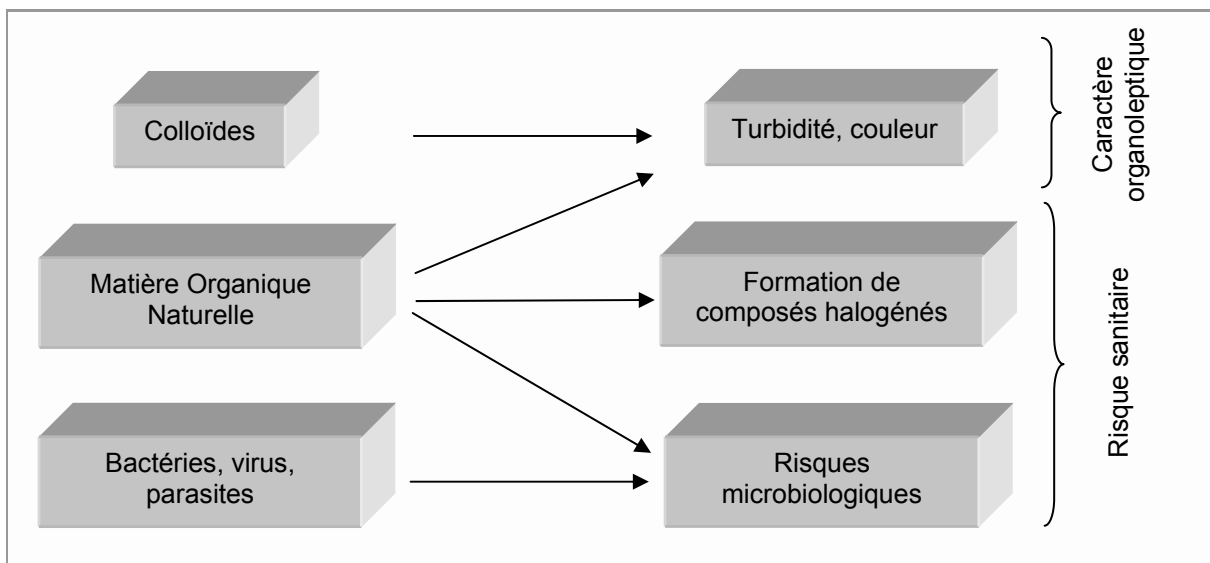 Colloïdes
Turbidité, couleur
Caractère
organoleptique
Matière Organique
Naturelle
Formation de
composés halogénés
Bactéries, virus,
parasites
Risques
microbiologiques
Risque sanitaire